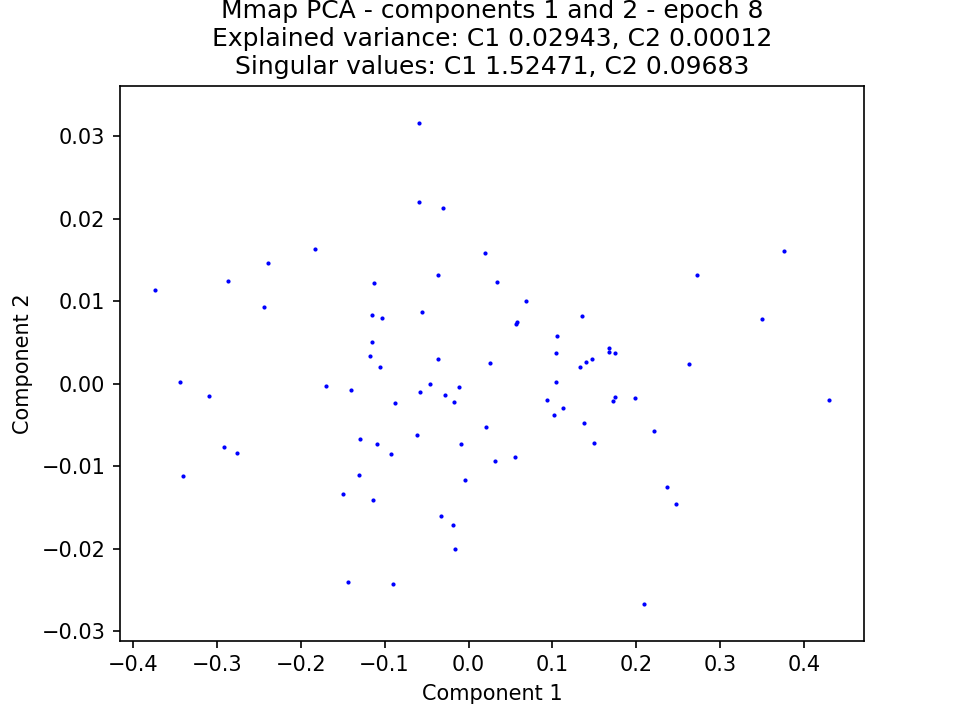 Mmap PCA - components 1 and 2 - epoch 8
Explained variance: C1 0.02943, C2 0.00012
Singular values: C1 1.52471, C2 0.09683
0.03
0.02
0.01
0.00
−0.01
−0.02
−0.03
Component 2
−0.4 −0.3 −0.2 −0.1 0.0 0.1 0.2 0.3 0.4
Component 1